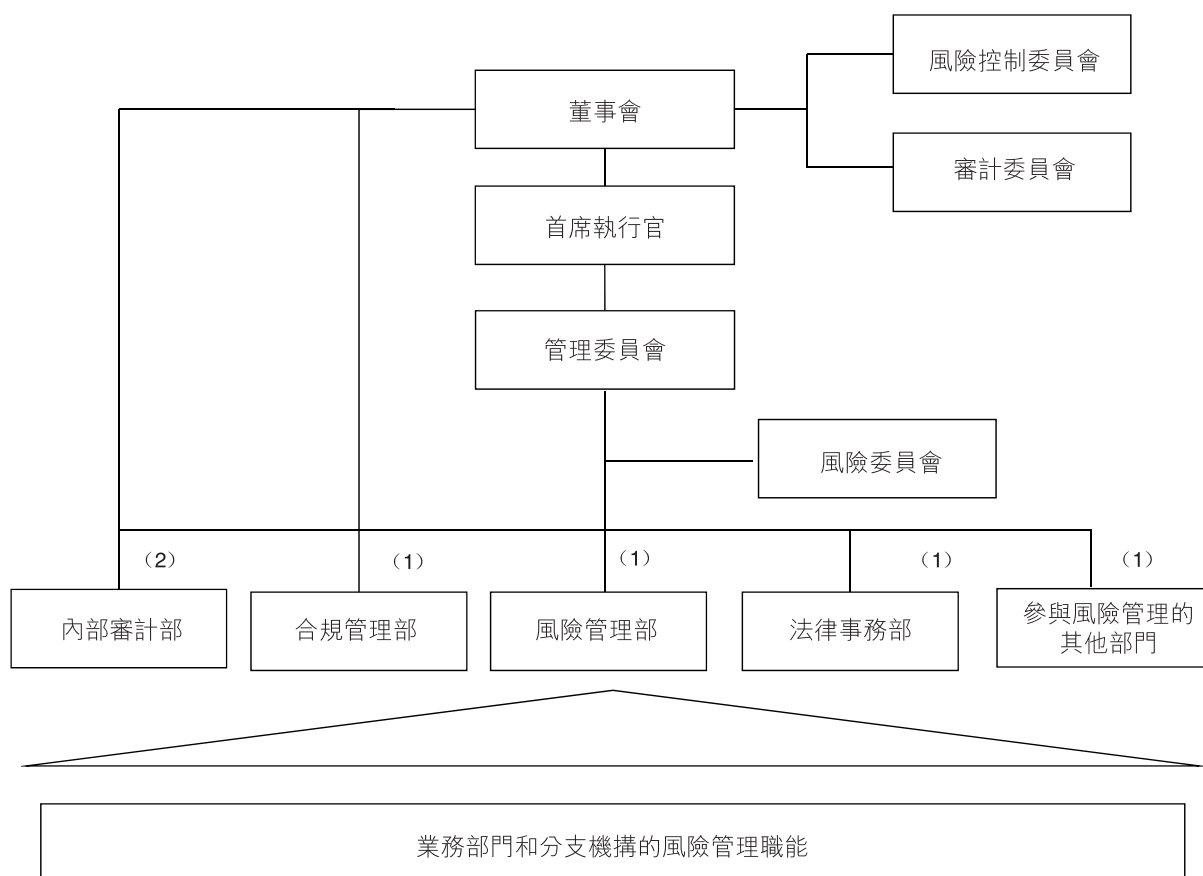 風險控制委員會
董事會
審計委員會
首席執行官
管理委員會
風險委員會
（2）
（1）
（1）
（1）
（1）
內部審計部
合規管理部
風險管理部
法律事務部
參與風險管理的
其他部門
業務部門和分支機構的風險管理職能